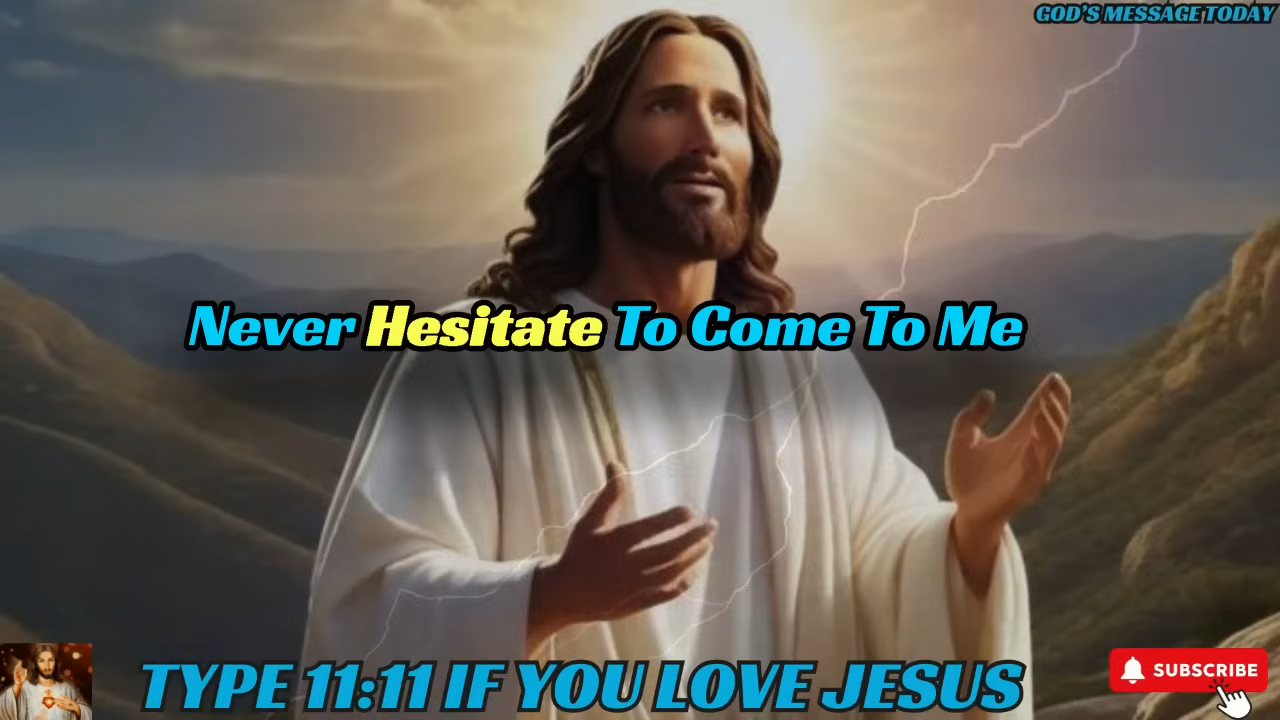 GOD'S MESSAGE TODAY
Never Hesitate To Come To Me
TYPE 11:11 IF YOU LOVE JESUS
SUBSCRIBE